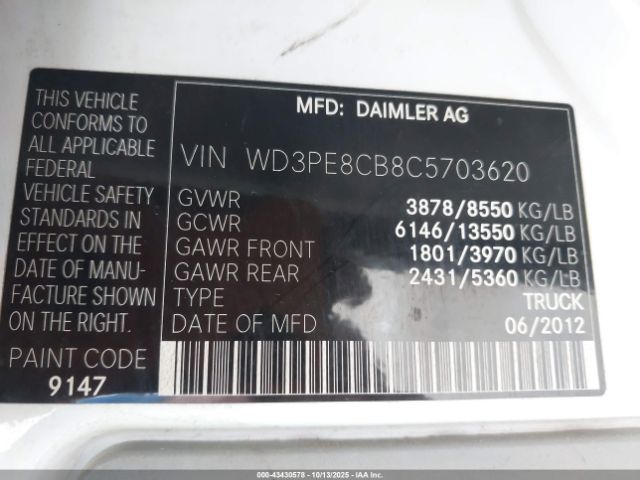 THIS VEHICLE
CONFORMS TO
ALL APPLICABLE
FEDERAL
VEHICLE SAFETY
STANDARDS IN
EFFECT ON THE
DATE OF MANU-
FACTURE SHOWN
ON THE RIGHT.
PAINT CODE
9147
MFD: DAIMLER AG
VIN WD3PE8CB8C5703620
GVWR 3878/8550 KG/LB
GCWR 6146/13550 KG/LB
GAWR FRONT 1801/3970 KG/LB
GAWR REAR 2431/5360 KG/LB
TYPE TRUCK
DATE OF MFD 06/2012
000-43430578 - 10/13/2025 - Copyright © IAA, Inc.